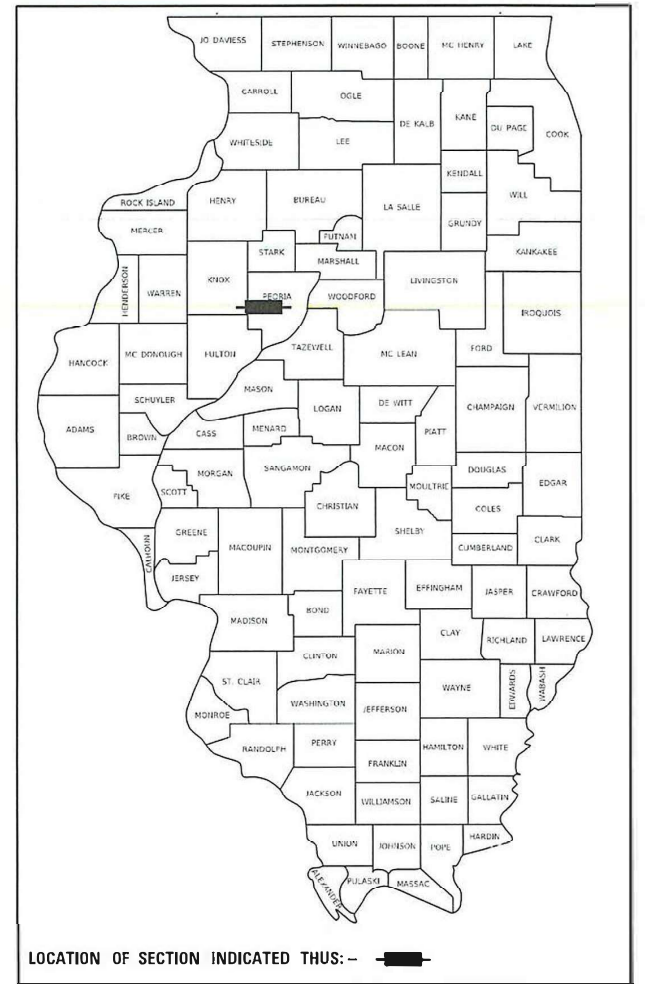 JO DAVIESS STEPHENSON WINNEBAGO BOONE MC HENRY LAKE
CARROLL OGLE DE KALB KANE DU PAGE COOK
WHITESIDE LEE KENDALL WILL
ROCK ISLAND HENRY BUREAU LA SALLE GRUNDY
MERCER PUTNAM KANKAKEE
STARK MARSHALL
HENDERSON WARREN KNOX PEORIA WOODFORD LIVINGSTON IROQUOIS
HANCOCK MC DONOUGH FULTON TAZEWELL MC LEAN FORD
MASON
SCHUYLER LOGAN DE WITT CHAMPAIGN VERMILION
ADAMS BROWN CASS MENARD PIATT
MACON
PIKE SCOTT MORGAN SANGAMON MOULTRIE DOUGLAS EDGAR
CHRISTIAN COLES
CALHOUN GREENE MACOUPIN MONTGOMERY SHELBY CUMBERLAND CLARK
JERSEY FAYETTE EFFINGHAM JASPER CRAWFORD
MADISON BOND
CLAY RICHLAND LAWRENCE
CLINTON MARION
ST. CLAIR WAYNE EDWARDS WABASH
WASHINGTON JEFFERSON
MONROE
RANDOLPH PERRY HAMILTON WHITE
FRANKLIN
JACKSON WILLIAMSON SALINE GALLATIN
UNION JOHNSON POPE HARDIN
ALEXANDER PULASKI MASSAC
LOCATION OF SECTION INDICATED THUS:–